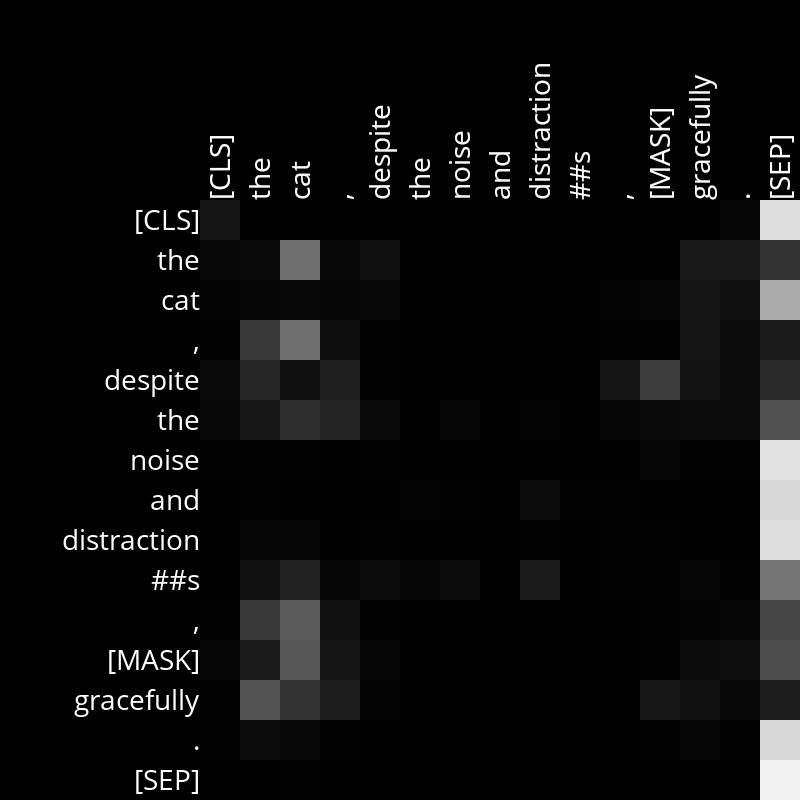 [CLS] the cat , despite the noise and distraction ##s , [MASK] gracefully . [SEP]
[CLS]
the
cat
,
despite
the
noise
and
distraction
##s
,
[MASK]
gracefully
.
[SEP]